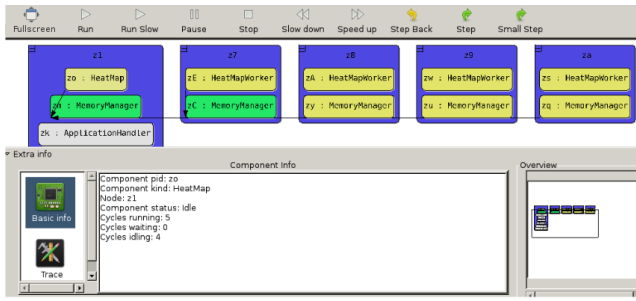 Fullscreen Run Run Slow Pause Stop Slow down Speed up Step Back Step Small Step
z1 z7 z8 z9 za
zo : HeatMap zE : HeatMapWorker zA : HeatMapWorker zw : HeatMapWorker zs : HeatMapWorker
zm : MemoryManager zC : MemoryManager zy : MemoryManager zu : MemoryManager zq : MemoryManager
zk : ApplicationHandler
Extra info
Component Info Overview
Component pid: zo
Component kind: HeatMap
Node: z1
Component status: Idle
Cycles running: 5
Cycles waiting: 0
Cycles idling: 4
Basic info
Trace